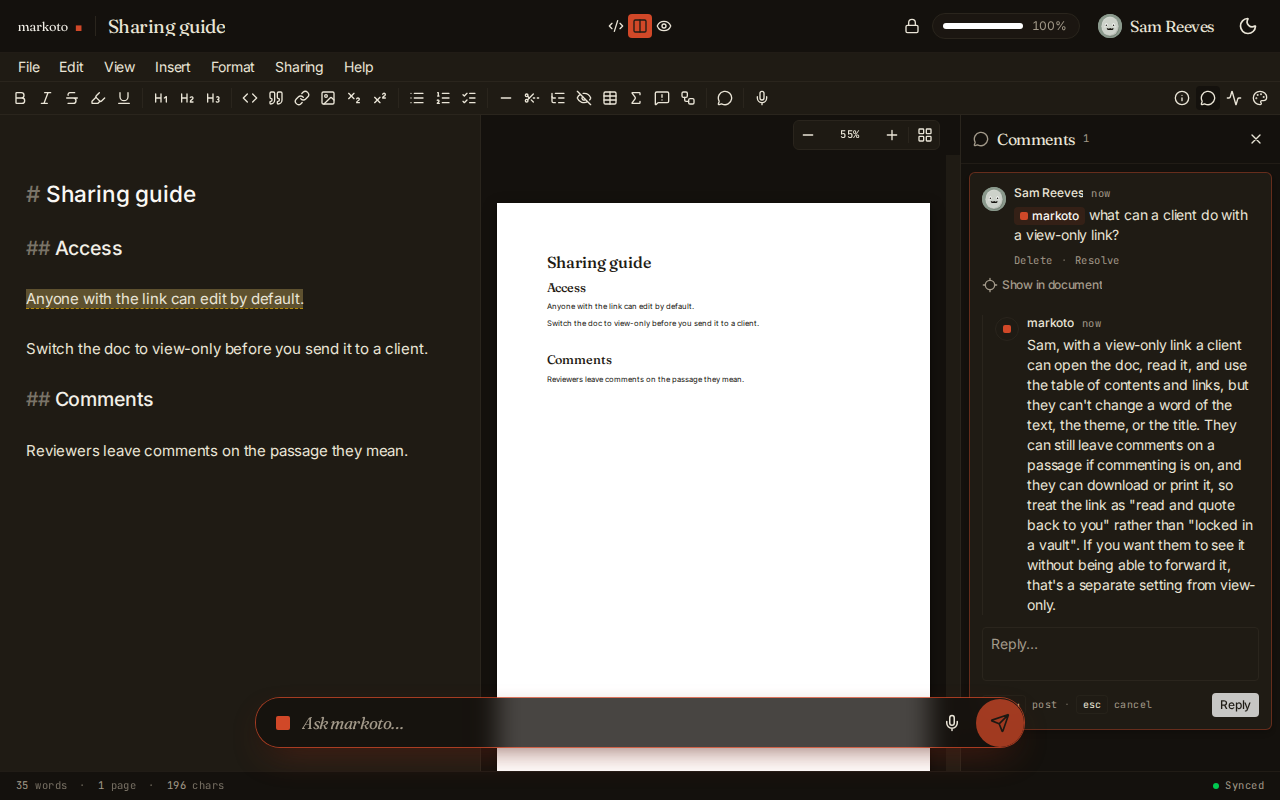 markoto
Sharing guide
100%
Sam Reeves
File Edit View Insert Format Sharing Help
H1 H2 H3
55%
Comments 1
# Sharing guide
## Access
Anyone with the link can edit by default.
Switch the doc to view-only before you send it to a client.
## Comments
Reviewers leave comments on the passage they mean.
Sharing guide
Access
Anyone with the link can edit by default.
Switch the doc to view-only before you send it to a client.
Comments
Reviewers leave comments on the passage they mean.
Sam Reeves now
markoto what can a client do with
a view-only link?
Delete · Resolve
Show in document
markoto now
Sam, with a view-only link a client
can open the doc, read it, and use
the table of contents and links, but
they can't change a word of the
text, the theme, or the title. They
can still leave comments on a
passage if commenting is on, and
they can download or print it, so
treat the link as "read and quote
back to you" rather than "locked in
a vault". If you want them to see it
without being able to forward it,
that's a separate setting from view-
only.
Reply...
post · esc cancel
Reply
Ask markoto...
35 words · 1 page · 196 chars
Synced